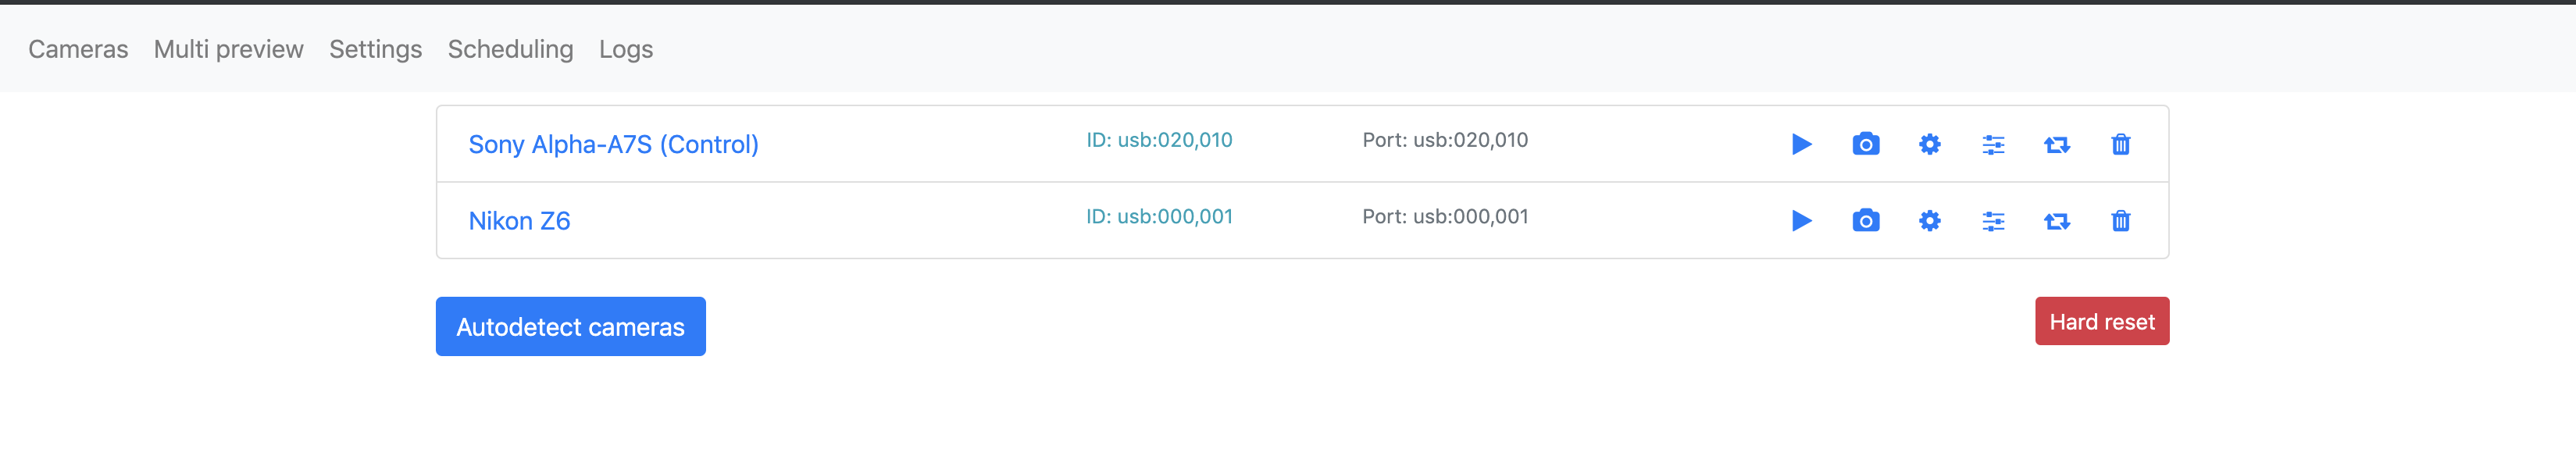 Cameras Multi preview Settings Scheduling Logs
Sony Alpha-A7S (Control) ID: usb:020,010 Port: usb:020,010
Nikon Z6 ID: usb:000,001 Port: usb:000,001
Autodetect cameras Hard reset